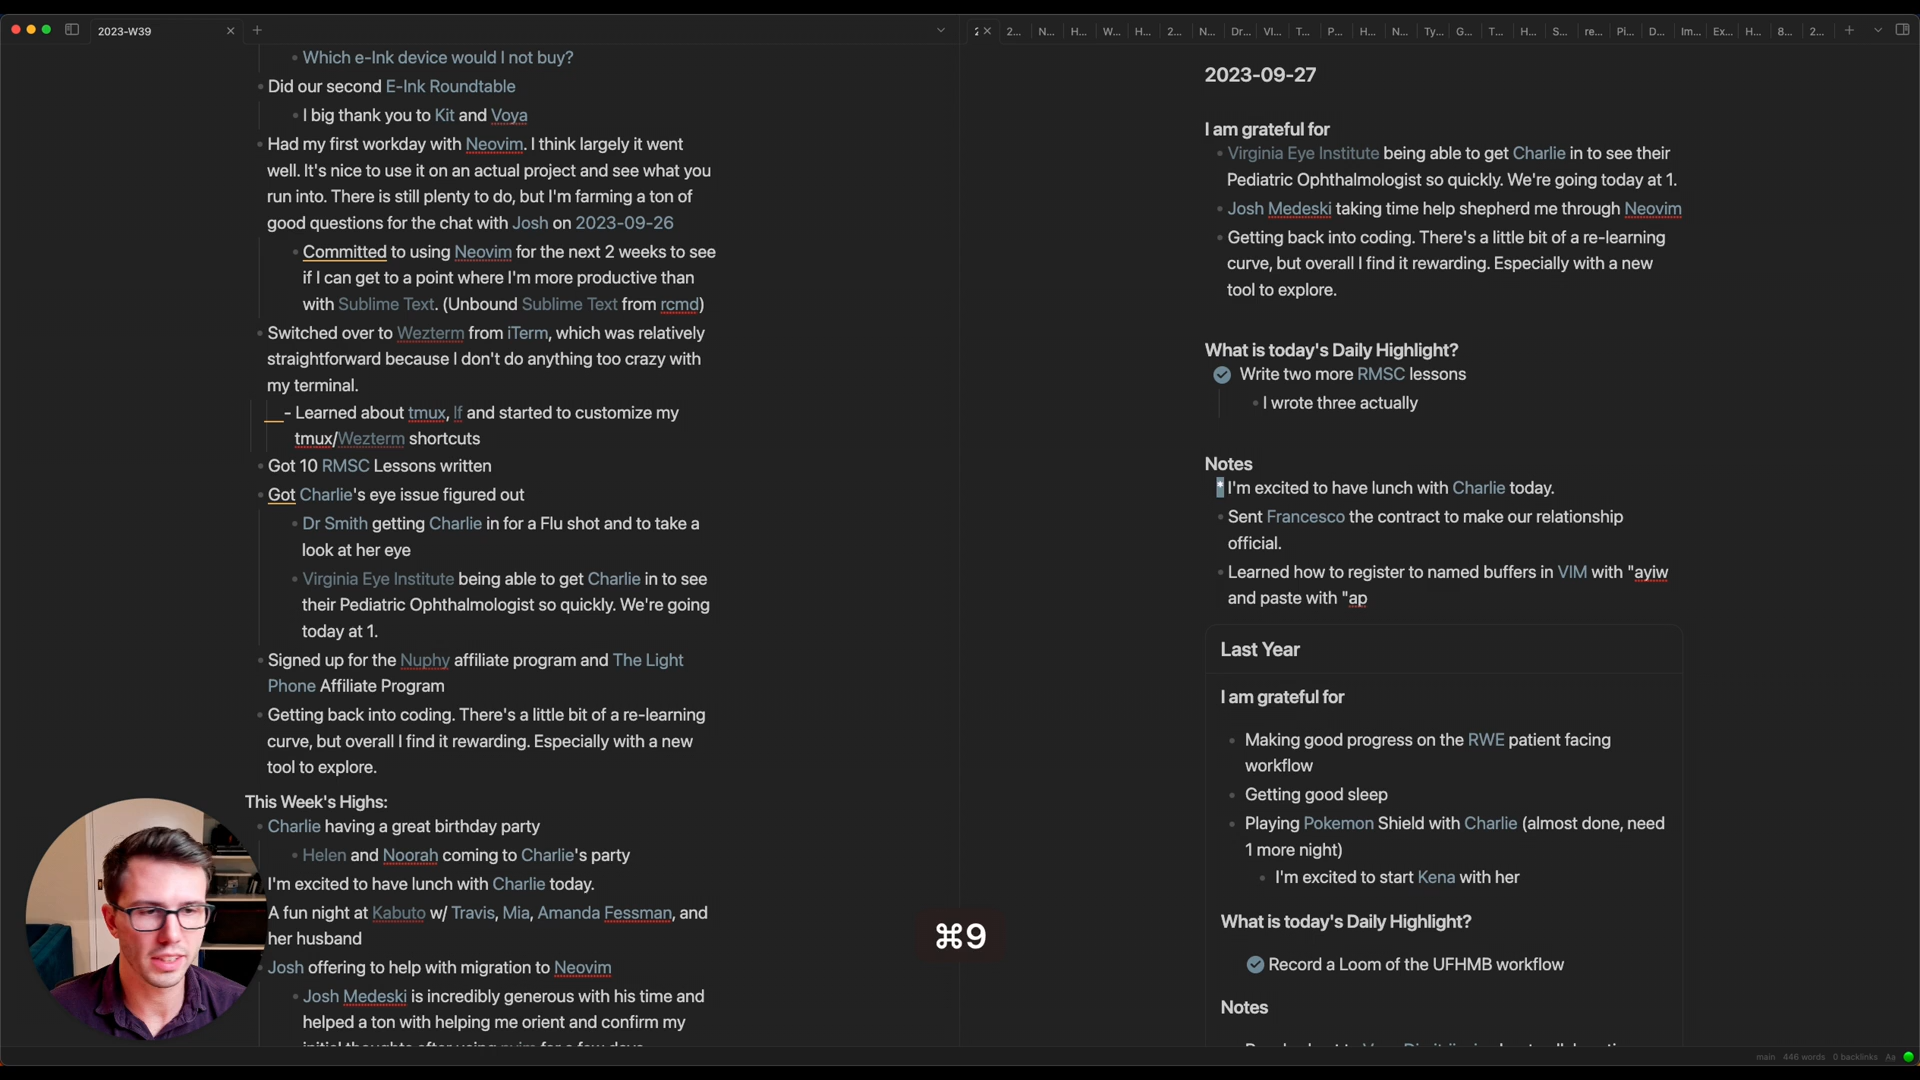 2023-W39
2...
N...
H...
W...
H...
2...
N...
Dr...
VI...
T...
P...
H...
N...
Ty...
G...
T...
H...
S...
re...
Pi...
D...
Im...
Ex...
H...
8...
2...
Which e-Ink device would I not buy?
Did our second E-Ink Roundtable
I big thank you to Kit and Voya
Had my first workday with Neovim. I think largely it went
well. It's nice to use it on an actual project and see what you
run into. There is still plenty to do, but I'm farming a ton of
good questions for the chat with Josh on 2023-09-26
Committed to using Neovim for the next 2 weeks to see
if I can get to a point where I'm more productive than
with Sublime Text. (Unbound Sublime Text from rcmd)
Switched over to Wezterm from iTerm, which was relatively
straightforward because I don't do anything too crazy with
my terminal.
- Learned about tmux, lf and started to customize my
tmux/Wezterm shortcuts
Got 10 RMSC Lessons written
Got Charlie's eye issue figured out
Dr Smith getting Charlie in for a Flu shot and to take a
look at her eye
Virginia Eye Institute being able to get Charlie in to see
their Pediatric Ophthalmologist so quickly. We're going
today at 1.
Signed up for the Nuphy affiliate program and The Light
Phone Affiliate Program
Getting back into coding. There's a little bit of a re-learning
curve, but overall I find it rewarding. Especially with a new
tool to explore.
This Week's Highs:
Charlie having a great birthday party
Helen and Noorah coming to Charlie's party
I'm excited to have lunch with Charlie today.
A fun night at Kabuto w/ Travis, Mia, Amanda Fessman, and
her husband
Josh offering to help with migration to Neovim
Josh Medeski is incredibly generous with his time and
helped a ton with helping me orient and confirm my
⌘9
2023-09-27
I am grateful for
Virginia Eye Institute being able to get Charlie in to see their
Pediatric Ophthalmologist so quickly. We're going today at 1.
Josh Medeski taking time help shepherd me through Neovim
Getting back into coding. There's a little bit of a re-learning
curve, but overall I find it rewarding. Especially with a new
tool to explore.
What is today's Daily Highlight?
Write two more RMSC lessons
I wrote three actually
Notes
* I'm excited to have lunch with Charlie today.
Sent Francesco the contract to make our relationship
official.
Learned how to register to named buffers in VIM with "ayiw
and paste with "ap
Last Year
I am grateful for
Making good progress on the RWE patient facing
workflow
Getting good sleep
Playing Pokemon Shield with Charlie (almost done, need
1 more night)
I'm excited to start Kena with her
What is today's Daily Highlight?
Record a Loom of the UFHMB workflow
Notes
main 446 words 0 backlinks Aa